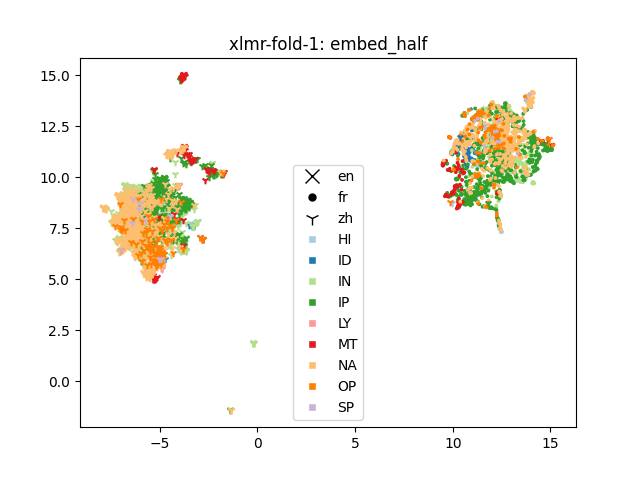 xlmr-fold-1: embed_half
15.0
12.5
10.0
7.5
5.0
2.5
0.0
en
fr
zh
HI
ID
IN
IP
LY
MT
NA
OP
SP
−5
0
5
10
15